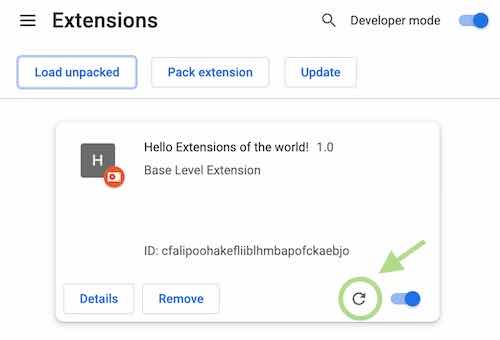 Extensions
Developer mode
Load unpacked
Pack extension
Update
H
Hello Extensions of the world! 1.0
Base Level Extension
ID: cfalipoohakefliiblhmbapofckaebjo
Details
Remove